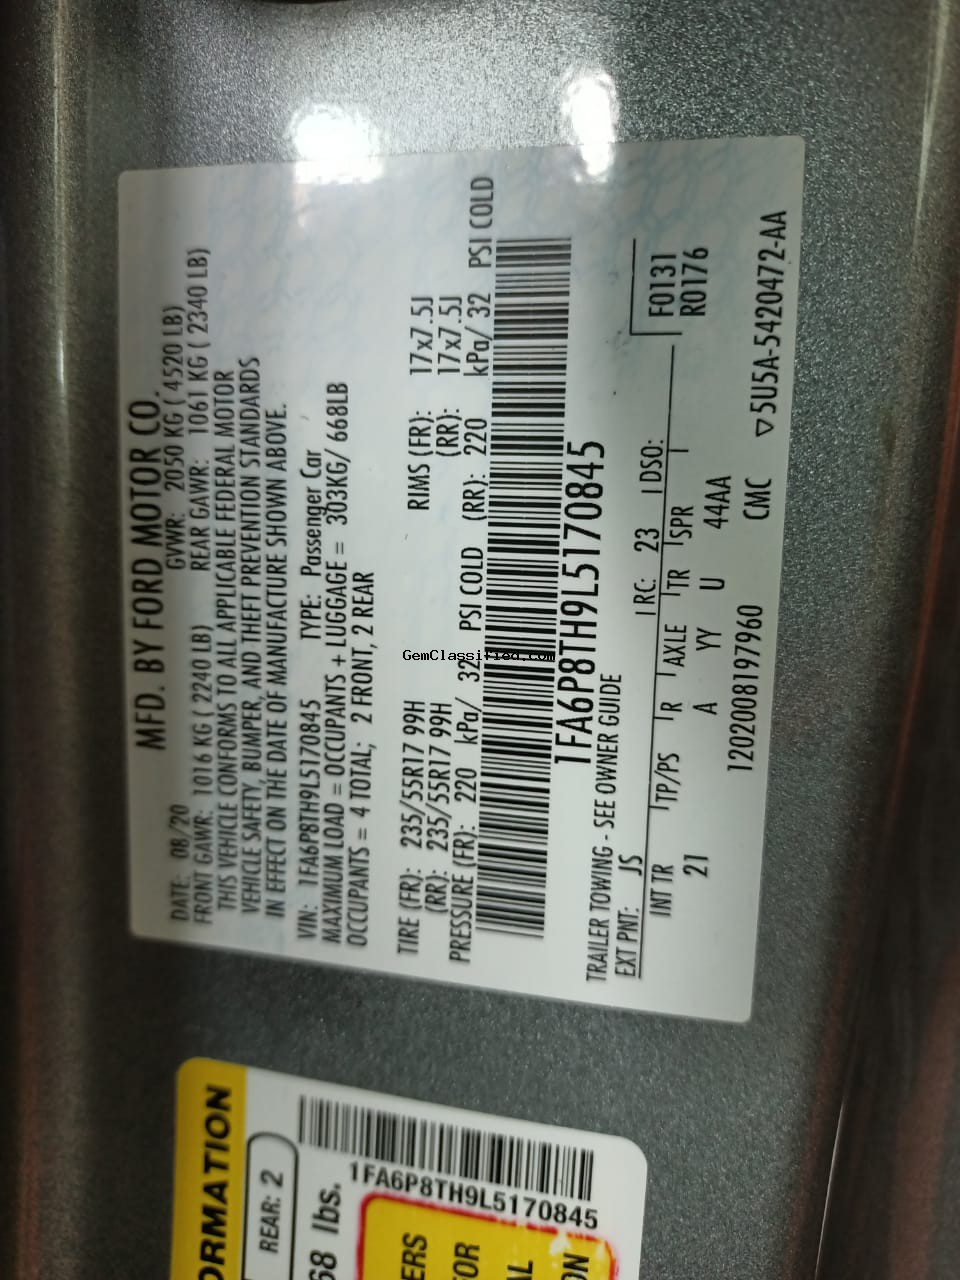 MFD. BY FORD MOTOR CO.
DATE: 08/20 GVWR: 2050 KG ( 4520 LB)
FRONT GAWR: 1016 KG ( 2240 LB) REAR GAWR: 1061 KG ( 2340 LB)
THIS VEHICLE CONFORMS TO ALL APPLICABLE FEDERAL MOTOR
VEHICLE SAFETY, BUMPER, AND THEFT PREVENTION STANDARDS
IN EFFECT ON THE DATE OF MANUFACTURE SHOWN ABOVE.
VIN: 1FA6P8TH9L5170845 TYPE: Passenger Car
MAXIMUM LOAD = OCCUPANTS + LUGGAGE = 303KG/ 668LB
OCCUPANTS = 4 TOTAL; 2 FRONT, 2 REAR
TIRE (FR): 235/55R17 99H RIMS (FR): 17x7.5J
(RR): 235/55R17 99H (RR): 17x7.5J
PRESSURE (FR): 220 kPa/ 32 PSI COLD (RR): 220 kPa/ 32 PSI COLD
1FA6P8TH9L5170845
TRAILER TOWING - SEE OWNER GUIDE
EXT PNT: JS RC: 23 DSO:
F0131
R0176
INT TR TP/PS R AXLE TR SPR
21 A YY U 44AA
1202008197960 CMC 5U5A-5420472-AA
GemClassified.com
ORMATION
REAR: 2
68 lbs.
1FA6P8TH9L5170845
ERS
FOR
AL
ON